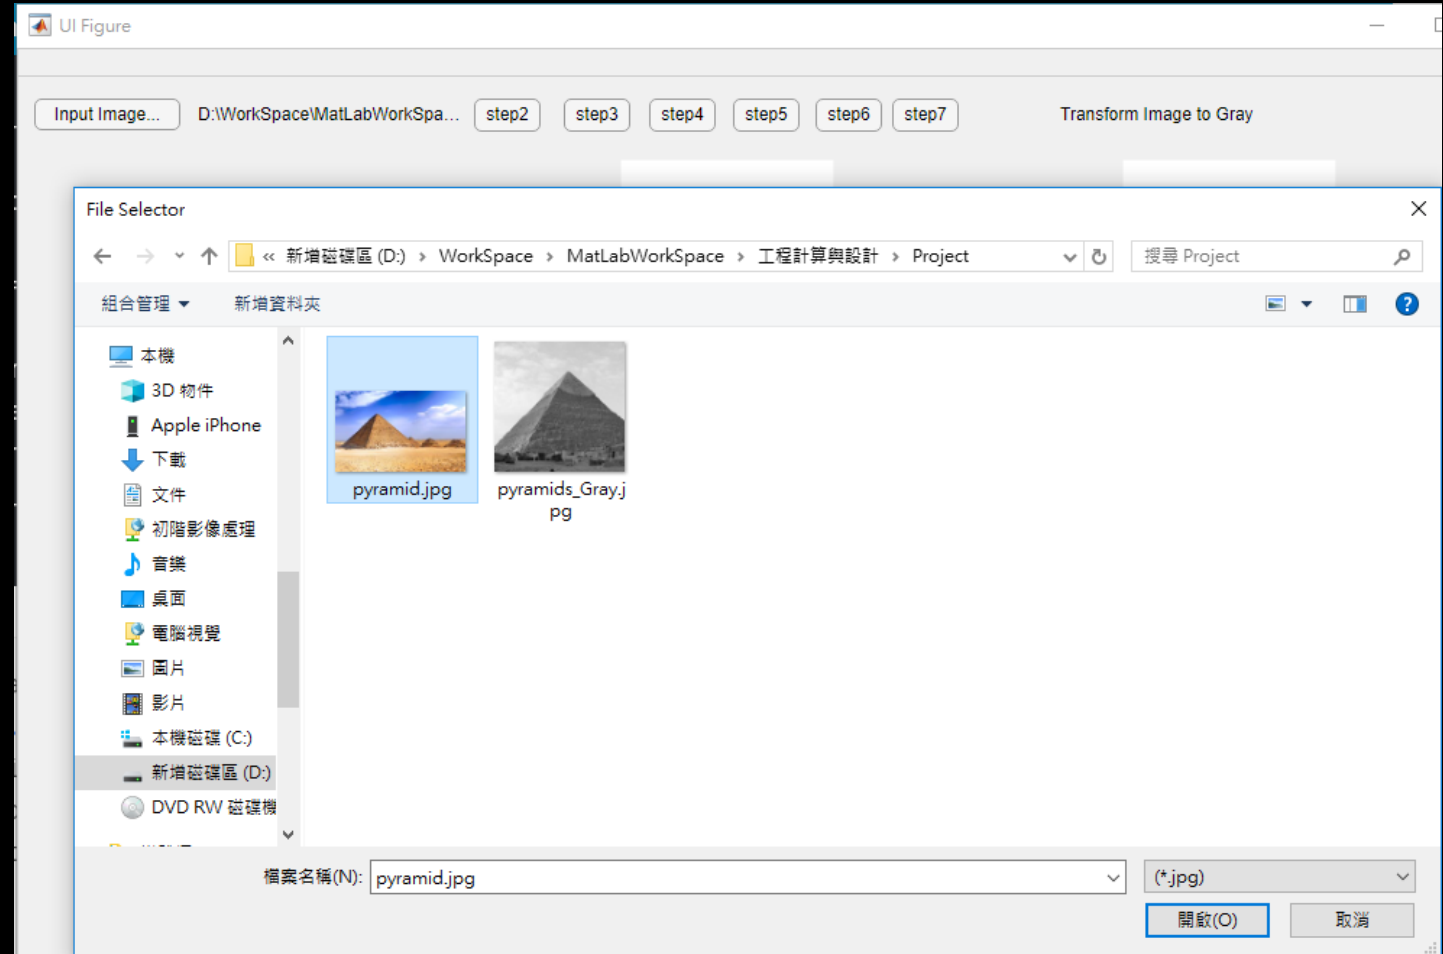 UI Figure
Input Image... D:\WorkSpace\MatLabWorkSpa... step2 step3 step4 step5 step6 step7 Transform Image to Gray
File Selector
« 新增磁碟區 (D:) › WorkSpace › MatLabWorkSpace › 工程計算與設計 › Project 搜尋 Project
組合管理 新增資料夾
本機
3D 物件
Apple iPhone
下載
文件
初階影像處理
音樂
桌面
電腦視覺
圖片
影片
本機磁碟 (C:)
新增磁碟區 (D:)
DVD RW 磁碟機
pyramid.jpg
pyramids_Gray.j
pg
檔案名稱(N): pyramid.jpg (*.jpg)
開啟(O) 取消